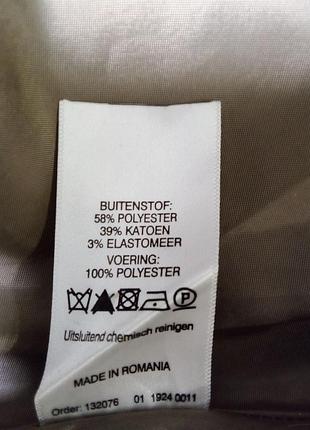 BUITENSTOF:
58% POLYESTER
39% KATOEN
3% ELASTOMEER
VOERING:
100% POLYESTER
P
Uitsluitend chemisch reinigen
MADE IN ROMANIA
Order: 132076 01 1924 0011